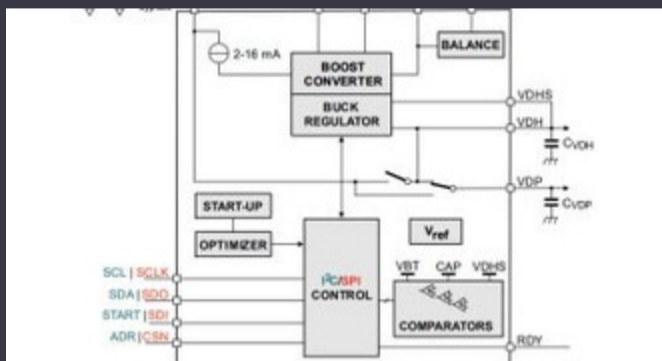 2-16 mA
BALANCE
BOOST
CONVERTER
BUCK
REGULATOR
VDHS
VDH
CVDH
VDP
CVDP
START-UP
OPTIMIZER
Vref
SCL | SCLK
SDA | SDO
START | SDI
ADR | CSN
I²C/SPI
CONTROL
VBT CAP VDHS
COMPARATORS
RDY